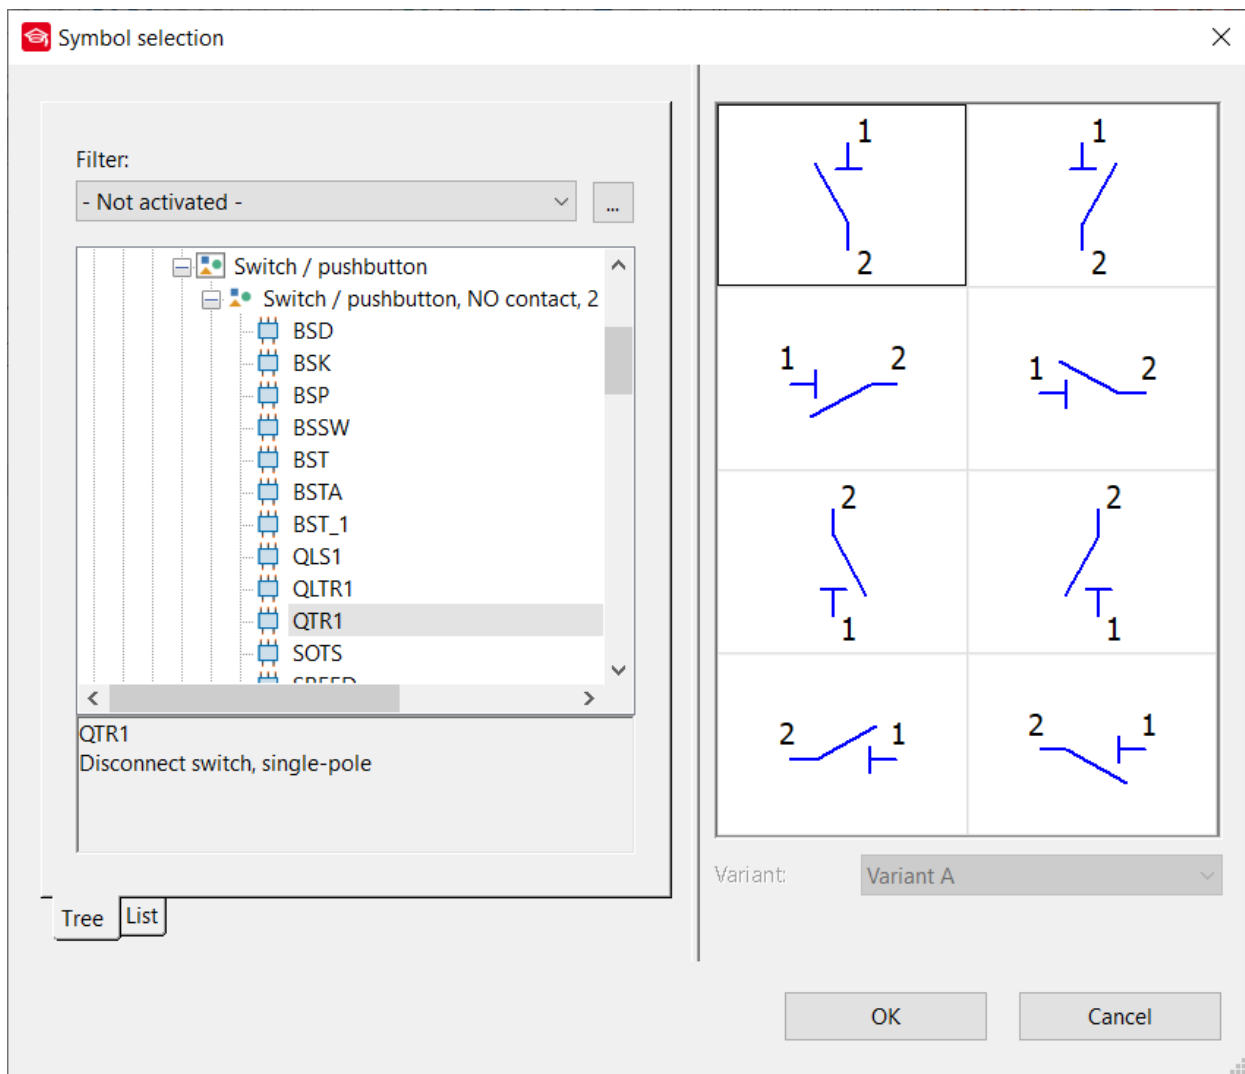 Symbol selection
Filter:
- Not activated -
...
Switch / pushbutton
Switch / pushbutton, NO contact, 2
BSD
BSK
BSP
BSSW
BST
BSTA
BST_1
QLS1
QLTR1
QTR1
SOTS
SPEED
QTR1
Disconnect switch, single-pole
Tree
List
1
1
2
2
1
2
1
2
2
2
1
1
2
1
2
1
Variant:
Variant A
OK
Cancel